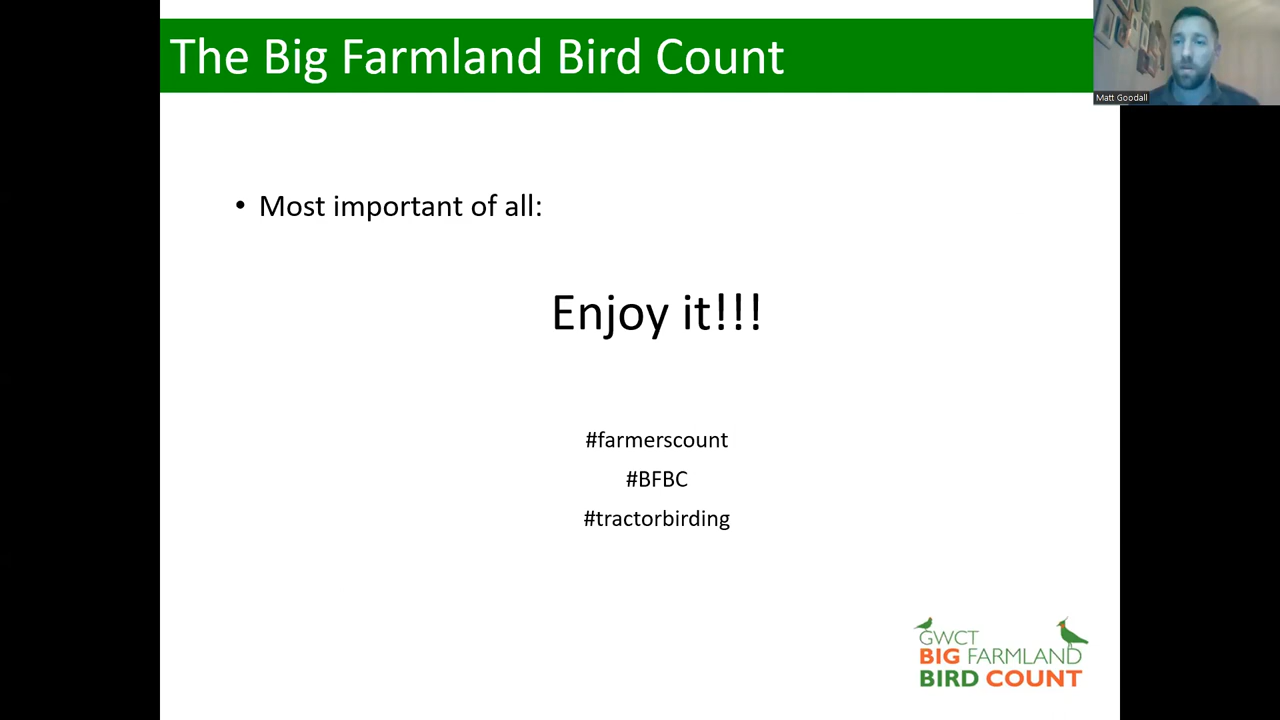 The Big Farmland Bird Count
Matt Goodall
• Most important of all:
Enjoy it!!!
#farmerscount
#BFBC
#tractorbirding
GWCT
BIG FARMLAND
BIRD COUNT